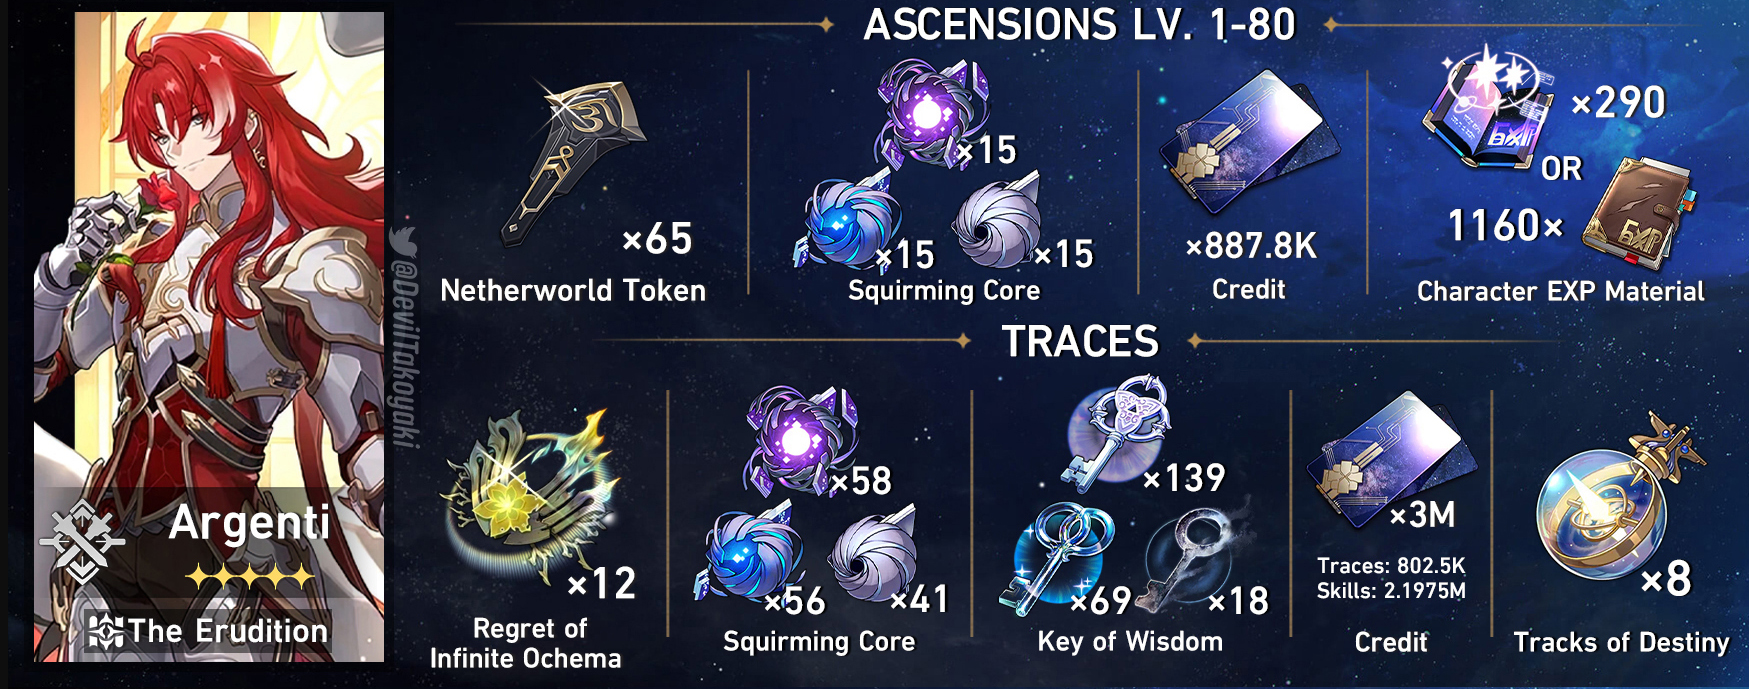 ASCENSIONS LV. 1-80
×65
Netherworld Token
×15
×15
×15
Squirming Core
×887.8K
Credit
×290
OR
1160×
EXP
Character EXP Material
TRACES
×12
Regret of
Infinite Ochema
×58
×56
×41
Squirming Core
×139
×69
×18
Key of Wisdom
×3M
Traces: 802.5K
Skills: 2.1975M
Credit
×8
Tracks of Destiny
Argenti
The Erudition
@DevilTakoyaki